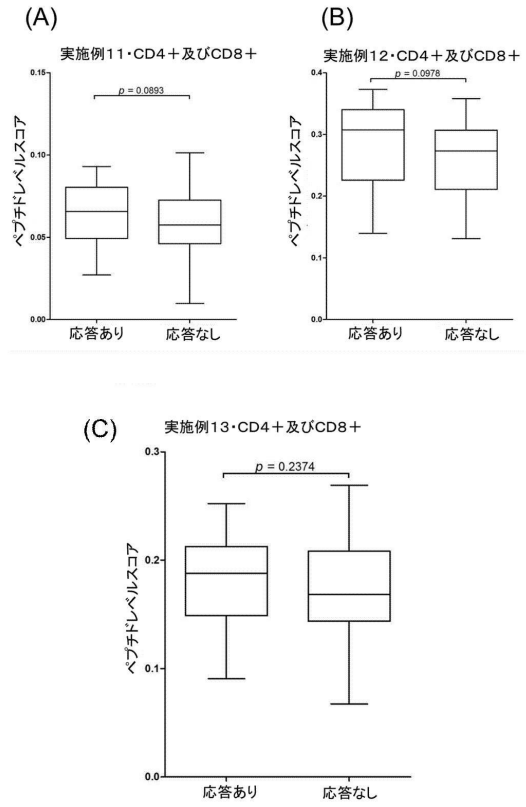 (A)
実施例11・CD4＋及びCD8＋
p = 0.0893
ペプチドレベルスコア
0.15
0.10
0.05
0.00
応答あり
応答なし
(B)
実施例12・CD4＋及びCD8＋
p = 0.0978
ペプチドレベルスコア
0.4
0.3
0.2
0.1
0.0
応答あり
応答なし
(C)
実施例13・CD4＋及びCD8＋
p = 0.2374
ペプチドレベルスコア
0.3
0.2
0.1
0.0
応答あり
応答なし